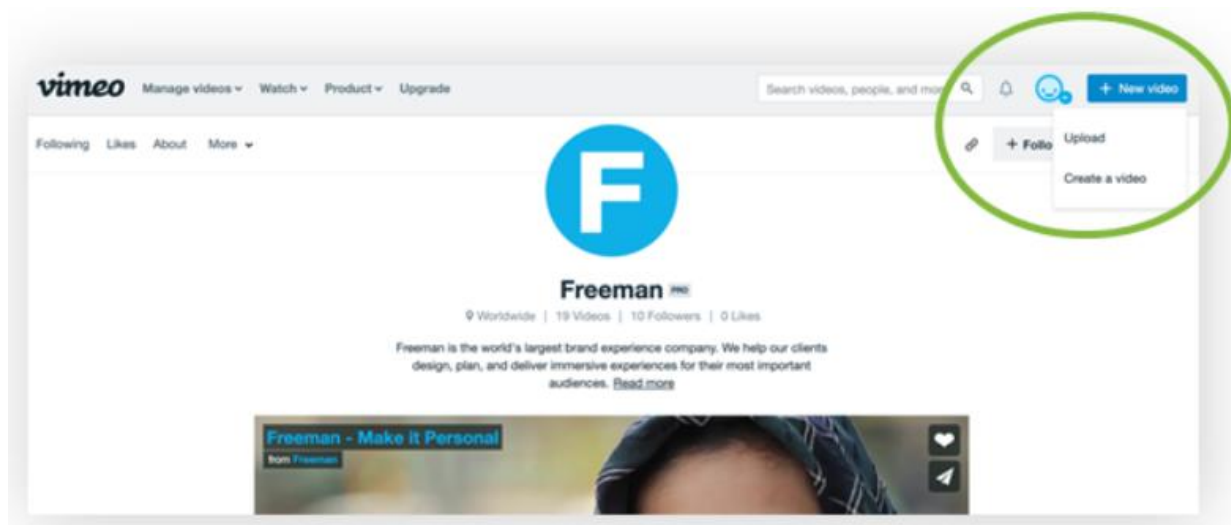 vimeo Manage videos Watch Product Upgrade Search videos, people, and mor + New video
Following Likes About More + Follo Upload
Create a video
F
Freeman PRO
Worldwide | 19 Videos | 10 Followers | 0 Likes
Freeman is the world's largest brand experience company. We help our clients
design, plan, and deliver immersive experiences for their most important
audiences. Read more
Freeman - Make it Personal
from Freeman